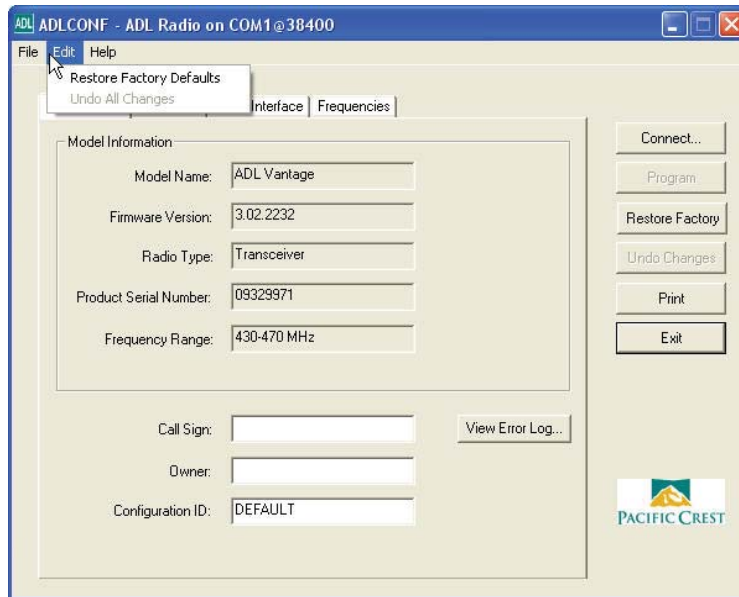 ADL ADLCONF - ADL Radio on COM1@38400
File Edit Help
Restore Factory Defaults
Undo All Changes
Interface Frequencies
Model Information
Model Name: ADL Vantage
Firmware Version: 3.02.2232
Radio Type: Transceiver
Product Serial Number: 09329971
Frequency Range: 430-470 MHz
Call Sign:
View Error Log...
Owner:
Configuration ID: DEFAULT
Connect...
Program
Restore Factory
Undo Changes
Print
Exit
PACIFIC CREST